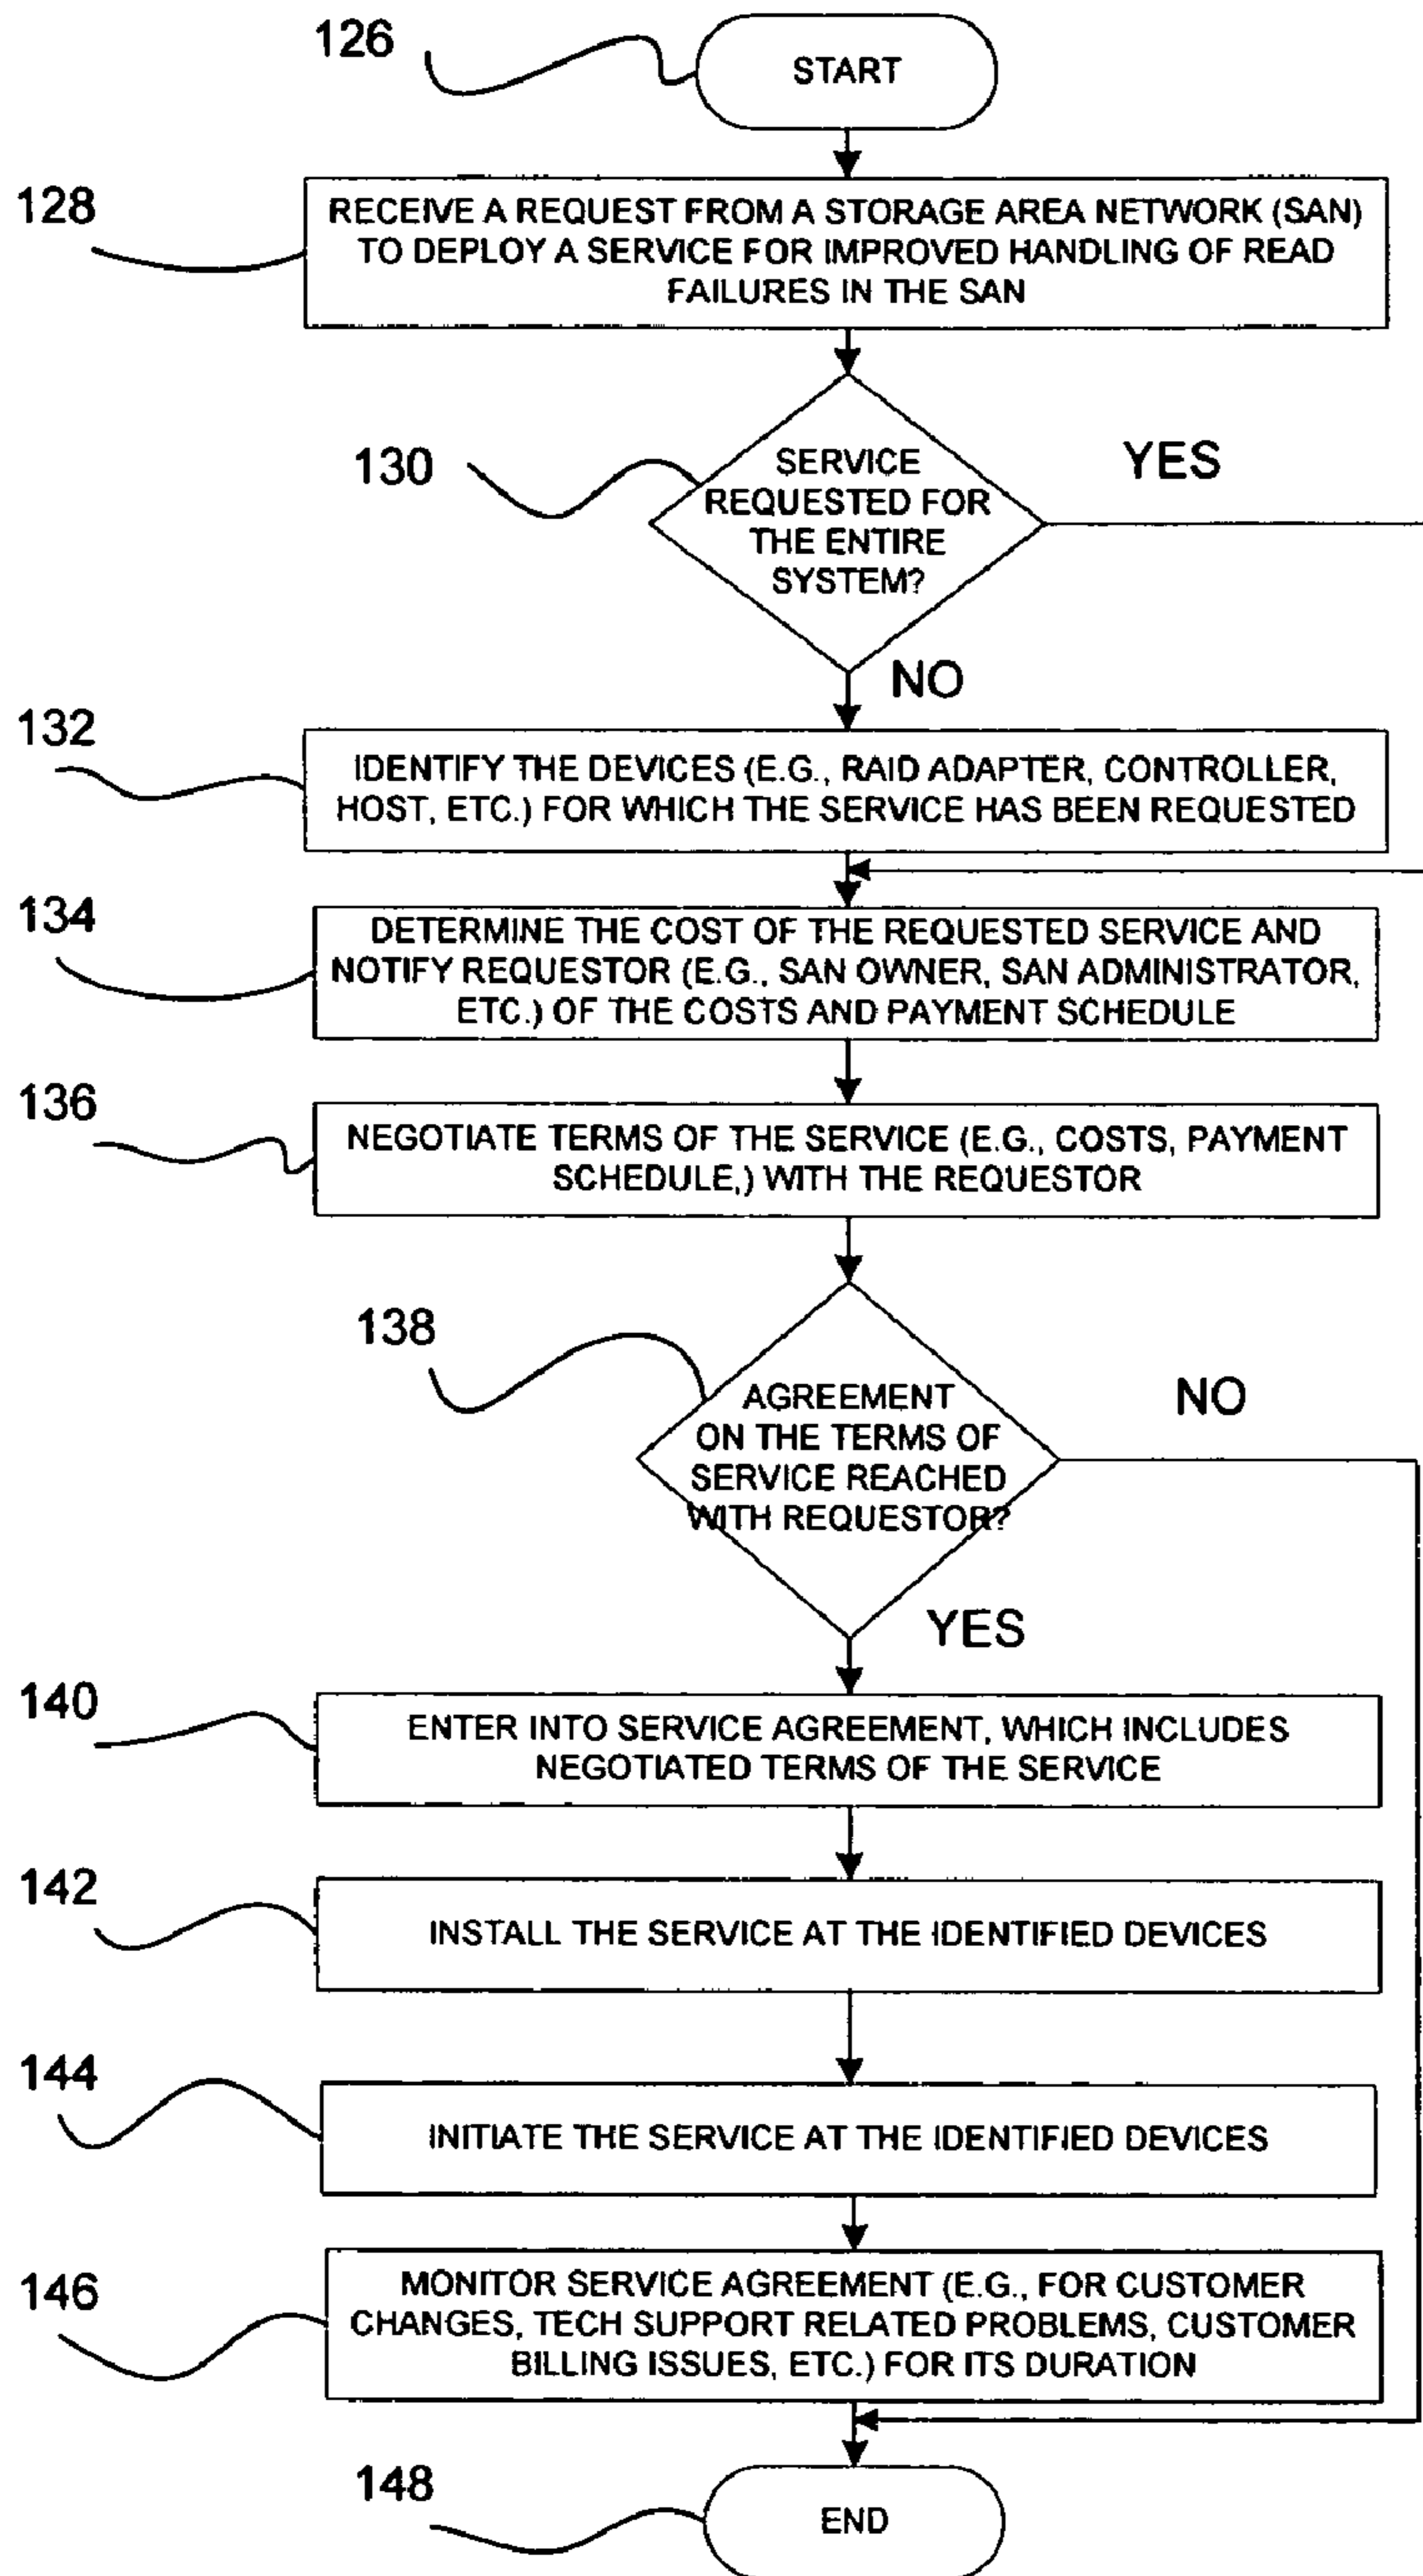 126
START
128
RECEIVE A REQUEST FROM A STORAGE AREA NETWORK (SAN)
TO DEPLOY A SERVICE FOR IMPROVED HANDLING OF READ
FAILURES IN THE SAN
130
SERVICE
REQUESTED FOR
THE ENTIRE
SYSTEM?
YES
NO
132
IDENTIFY THE DEVICES (E.G., RAID ADAPTER, CONTROLLER,
HOST, ETC.) FOR WHICH THE SERVICE HAS BEEN REQUESTED
134
DETERMINE THE COST OF THE REQUESTED SERVICE AND
NOTIFY REQUESTOR (E.G., SAN OWNER, SAN ADMINISTRATOR,
ETC.) OF THE COSTS AND PAYMENT SCHEDULE
136
NEGOTIATE TERMS OF THE SERVICE (E.G., COSTS, PAYMENT
SCHEDULE,) WITH THE REQUESTOR
138
AGREEMENT
ON THE TERMS OF
SERVICE REACHED
WITH REQUESTOR?
NO
YES
140
ENTER INTO SERVICE AGREEMENT, WHICH INCLUDES
NEGOTIATED TERMS OF THE SERVICE
142
INSTALL THE SERVICE AT THE IDENTIFIED DEVICES
144
INITIATE THE SERVICE AT THE IDENTIFIED DEVICES
146
MONITOR SERVICE AGREEMENT (E.G., FOR CUSTOMER
CHANGES, TECH SUPPORT RELATED PROBLEMS, CUSTOMER
BILLING ISSUES, ETC.) FOR ITS DURATION
148
END